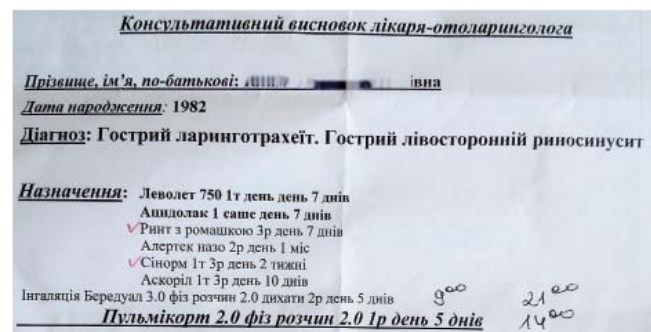 Консультативний висновок лікаря-отоларинголога
Прізвище, ім'я, по-батькові: івна
Дата народження: 1982
Діагноз: Гострий ларинготрахеїт. Гострий лівосторонній риносинусит
Назначення: Леволет 750 1т день день 7 днів
Ацидолак 1 саше день 7 днів
Ринт з ромашкою 3р день 7 днів
Алертек назо 2р день 1 міс
Сінорм 1т 3р день 2 тижні
Аскоріл 1т 3р день 10 днів
Інгаляція Бередуал 3.0 фіз розчин 2.0 дихати 2р день 5 днів 9⁰⁰ 21⁰⁰
Пульмікорт 2.0 фіз розчин 2.0 1р день 5 днів 14⁰⁰